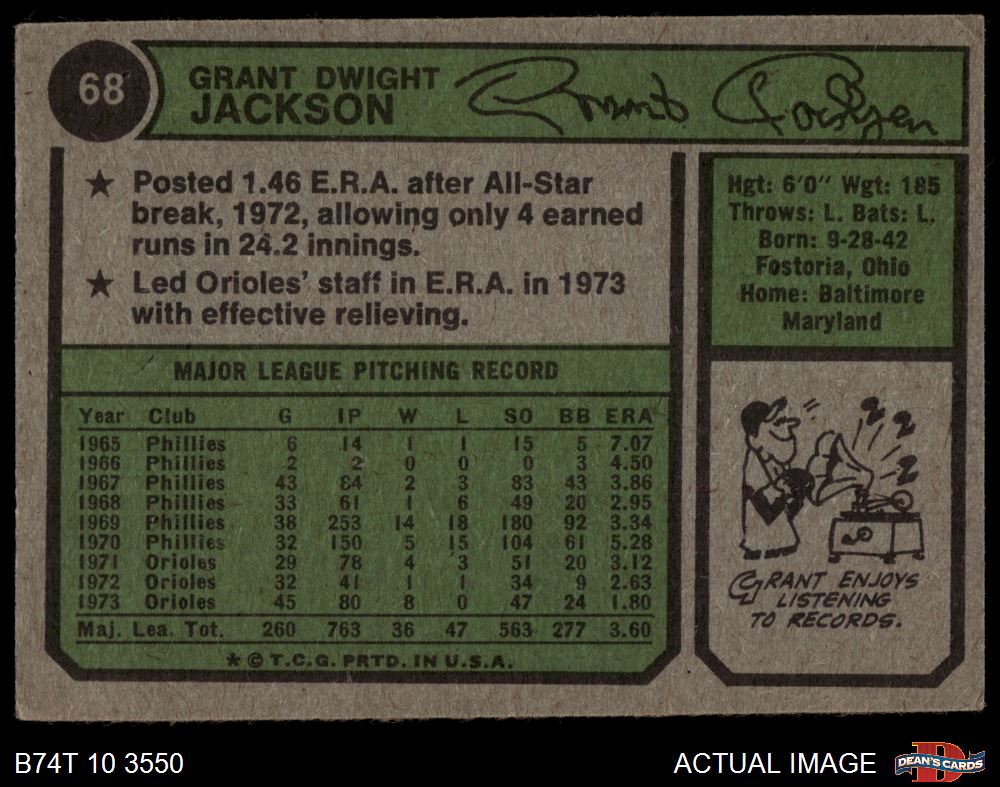 68
GRANT DWIGHT
JACKSON
Grant Jackson
★ Posted 1.46 E.R.A. after All-Star
break, 1972, allowing only 4 earned
runs in 24.2 innings.
★ Led Orioles' staff in E.R.A. in 1973
with effective relieving.
Hgt: 6'0" Wgt: 185
Throws: L. Bats: L.
Born: 9-28-42
Fostoria, Ohio
Home: Baltimore
Maryland
MAJOR LEAGUE PITCHING RECORD
Year Club G IP W L SO BB ERA
1965 Phillies 6 14 1 1 15 5 7.07
1966 Phillies 2 2 0 0 0 3 4.50
1967 Phillies 43 84 2 3 83 43 3.86
1968 Phillies 33 61 1 6 49 20 2.95
1969 Phillies 38 253 14 18 180 92 3.34
1970 Phillies 32 150 5 15 104 61 5.28
1971 Orioles 29 78 4 3 51 20 3.12
1972 Orioles 32 41 1 1 34 9 2.63
1973 Orioles 45 80 8 0 47 24 1.80
Maj. Lea. Tot. 260 763 36 47 563 277 3.60
* © T.C.G. PRTD. IN U.S.A.
GRANT ENJOYS
LISTENING
TO RECORDS.
B74T 10 3550
ACTUAL IMAGE
DEAN'S CARDS